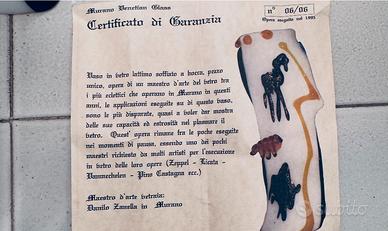 Murano Venetian Glass
Certificato di Garanzia
n° 06/06
Opera eseguita nel 1995
Vaso in vetro lattimo soffiato a bocca, pezzo
unico, opera di un maestro d'arte del vetro tra
i più eclettici che operano in Murano in questi
anni, le applicazioni eseguite su di questo vaso,
sono le più disparate, quasi a voler dar mostra
delle sue capacità ed estrosità nel plasmare il
vetro. Quest' opera rimane fra le poche eseguite
nei momenti di pausa, essendo uno dei pochi
maestri richiesto da molti artisti per l'esecuzione
in vetro delle loro opere (Zeppel - Licata -
Vanmechelen - Pino Castagna ecc.)
Maestro d'arte vetraia:
Danilo Zanella in Murano
subito